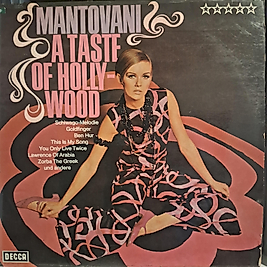 MANTOVANI
A TASTE
OF HOLLY-
WOOD
Schiwago Melodie
Goldfinger
Ben Hur
This Is My Song
You Only Live Twice
Lawrence Of Arabia
Zorba The Greek
und andere
DECCA